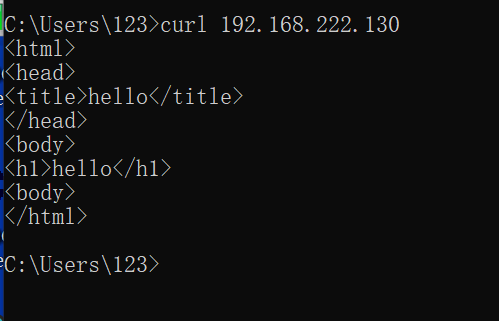 C:\Users\123>curl 192.168.222.130
<html>
<head>
<title>hello</title>
</head>
<body>
<h1>hello</h1>
<body>
</html>
C:\Users\123>